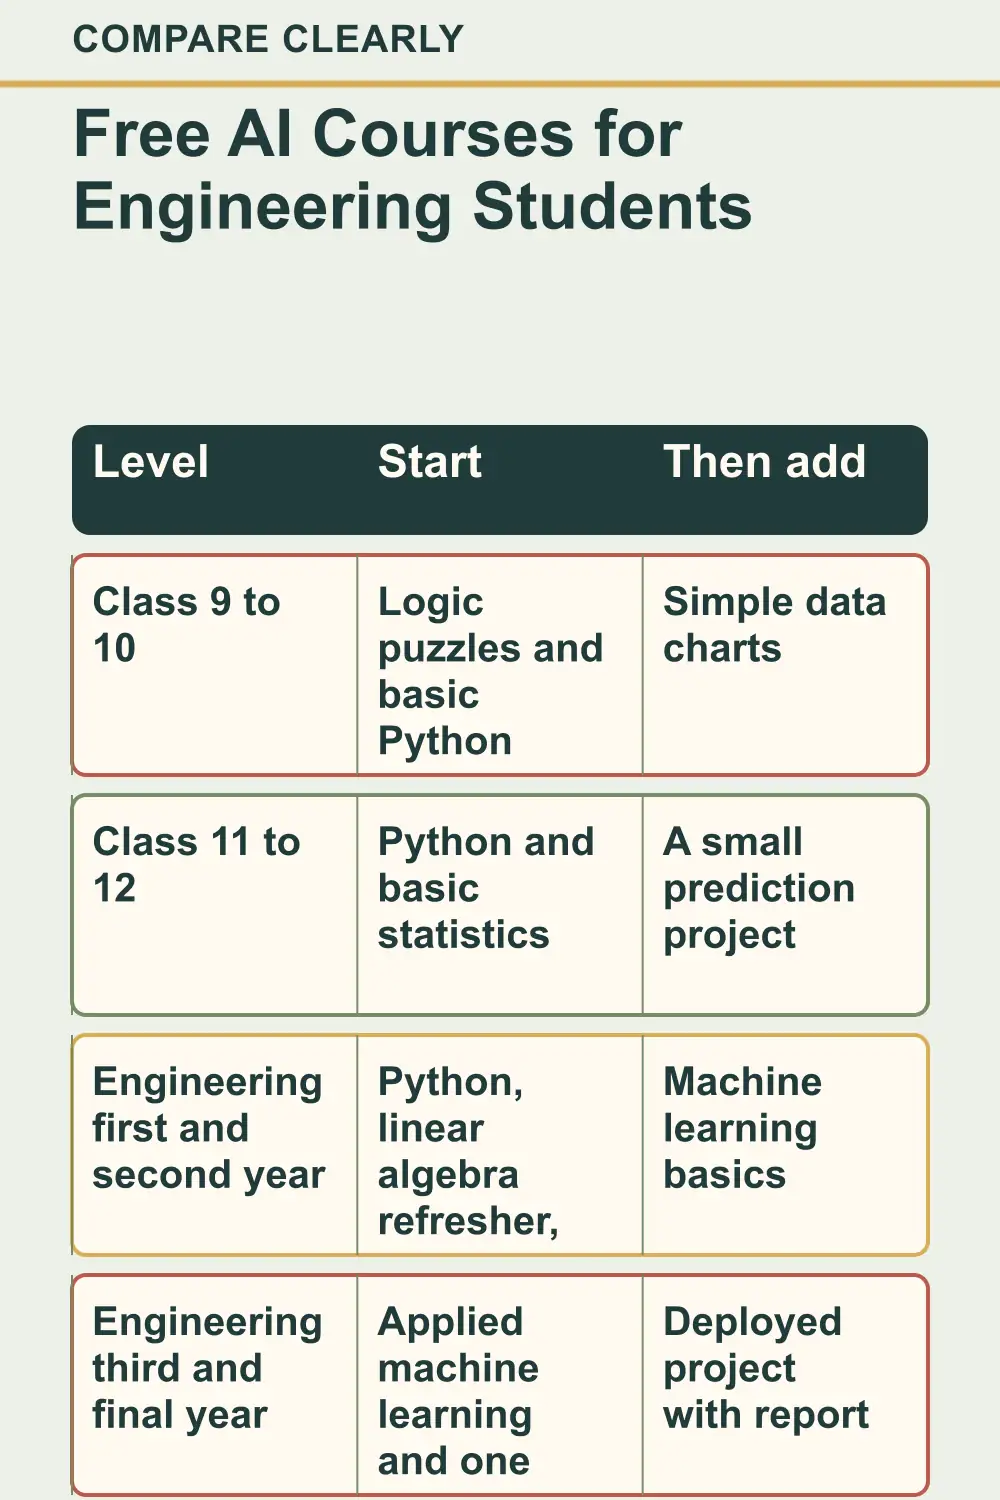 COMPARE CLEARLY
Free AI Courses for
Engineering Students
Level
Start
Then add
Class 9 to
10
Logic
puzzles and
basic
Python
Simple data
charts
Class 11 to
12
Python and
basic
statistics
A small
prediction
project
Engineering
first and
second year
Python,
linear
algebra
refresher,
Machine
learning
basics
Engineering
third and
final year
Applied
machine
learning
and one
Deployed
project
with report